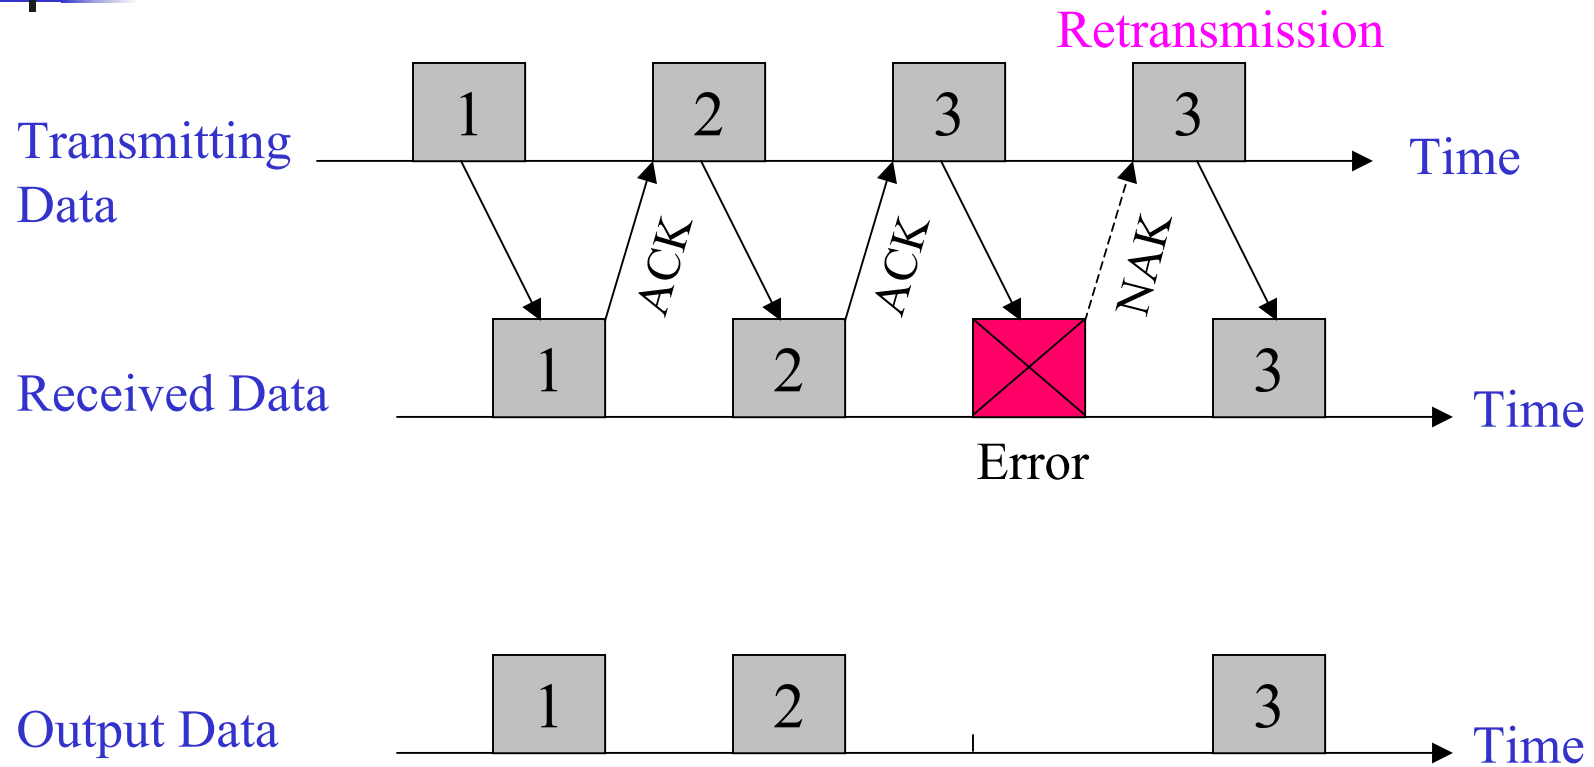 Retransmission
1 2 3 3
Transmitting
Data
Time
ACK ACK NAK
1 2 3
Received Data
Time
Error
1 2 3
Output Data
Time